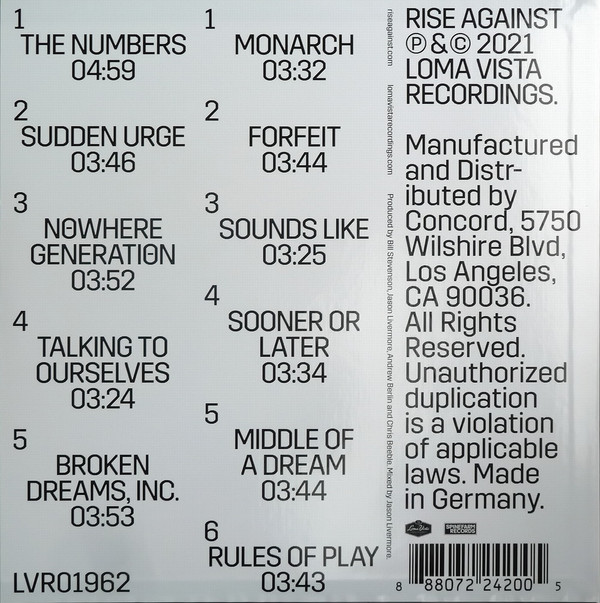 1
THE NUMBERS
04:59
2
SUDDEN URGE
03:46
3
NOWHERE
GENERATION
03:52
4
TALKING TO
OURSELVES
03:24
5
BROKEN
DREAMS, INC.
03:53
LVR01962
1
MONARCH
03:32
2
FORFEIT
03:44
3
SOUNDS LIKE
03:25
4
SOONER OR
LATER
03:34
5
MIDDLE OF
A DREAM
03:44
6
RULES OF PLAY
03:43
riseagainst.com
lomavistarecordings.com
Produced by Bill Stevenson, Jason Livermore, Andrew Berlin and Chris Beeble. Mixed by Jason Livermore.
RISE AGAINST
℗ & © 2021
LOMA VISTA
RECORDINGS.
Manufactured
and Distr-
ibuted by
Concord, 5750
Wilshire Blvd,
Los Angeles,
CA 90036.
All Rights
Reserved.
Unauthorized
duplication
is a violation
of applicable
laws. Made
in Germany.
Loma Vista
SPINEFARM
RECORDS
8 88072 24200 5